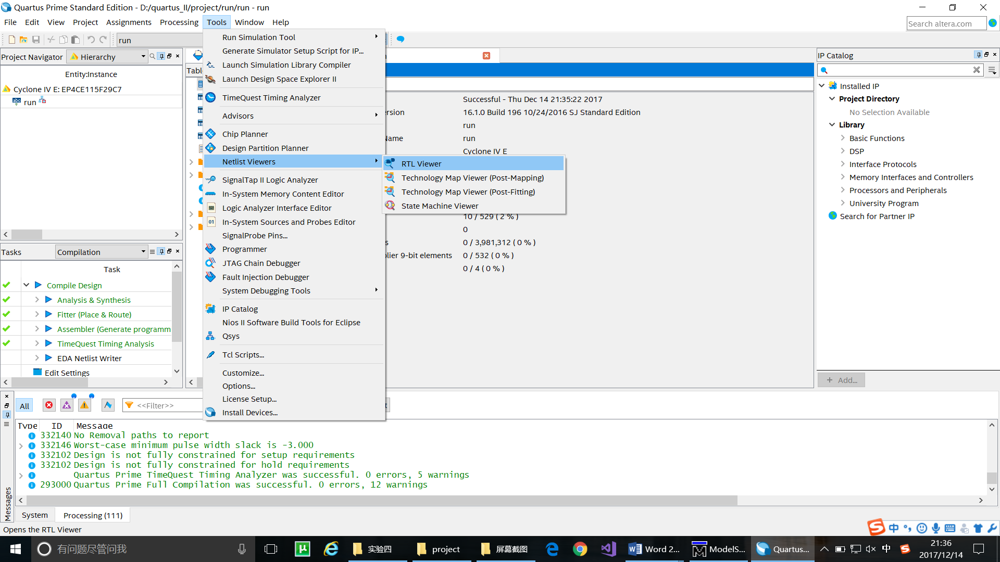 Quartus Prime Standard Edition - D:/quartus_II/project/run/run - run
File Edit View Project Assignments Processing Tools Window Help
Search altera.com
run
Project Navigator
Hierarchy
Entity:Instance
Cyclone IV E: EP4CE115F29C7
run
Tasks
Compilation
Task
Compile Design
Analysis & Synthesis
Fitter (Place & Route)
Assembler (Generate programm
TimeQuest Timing Analysis
EDA Netlist Writer
Edit Settings
Run Simulation Tool
Generate Simulator Setup Script for IP...
Launch Simulation Library Compiler
Launch Design Space Explorer II
TimeQuest Timing Analyzer
Advisors
Chip Planner
Design Partition Planner
Netlist Viewers
SignalTap II Logic Analyzer
In-System Memory Content Editor
Logic Analyzer Interface Editor
In-System Sources and Probes Editor
SignalProbe Pins...
Programmer
JTAG Chain Debugger
Fault Injection Debugger
System Debugging Tools
IP Catalog
Nios II Software Build Tools for Eclipse
Qsys
Tcl Scripts...
Customize...
Options...
License Setup...
Install Devices...
RTL Viewer
Technology Map Viewer (Post-Mapping)
Technology Map Viewer (Post-Fitting)
State Machine Viewer
Successful - Thu Dec 14 21:35:22 2017
16.1.0 Build 196 10/24/2016 SJ Standard Edition
run
Name run
Cyclone IV E
10 / 529 ( 2 % )
0
s 0 / 3,981,312 ( 0 % )
plier 9-bit elements 0 / 532 ( 0 % )
0 / 4 ( 0 % )
IP Catalog
Installed IP
Project Directory
No Selection Available
Library
Basic Functions
DSP
Interface Protocols
Memory Interfaces and Controllers
Processors and Peripherals
University Program
Search for Partner IP
+ Add...
All
<<Filter>>
Type ID Message
332140 No Removal paths to report
332146 Worst-case minimum pulse width slack is -3.000
332102 Design is not fully constrained for setup requirements
332102 Design is not fully constrained for hold requirements
Quartus Prime TimeQuest Timing Analyzer was successful. 0 errors, 5 warnings
293000 Quartus Prime Full Compilation was successful. 0 errors, 12 warnings
Messages
System Processing (111)
Opens the RTL Viewer
中
有问题尽管问我
实验四
project
屏幕截图
Word 2...
ModelS...
Quartus...
中
21:36
2017/12/14